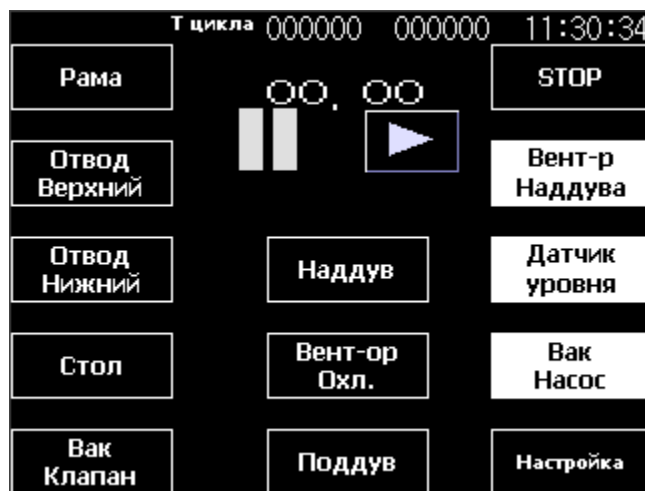 Т цикла 000000 000000 11:30:34
Рама
00.00
STOP
Отвод
Верхний
Вент-р
Наддува
Отвод
Нижний
Наддув
Датчик
уровня
Стол
Вент-ор
Охл.
Вак
Насос
Вак
Клапан
Поддув
Настройка